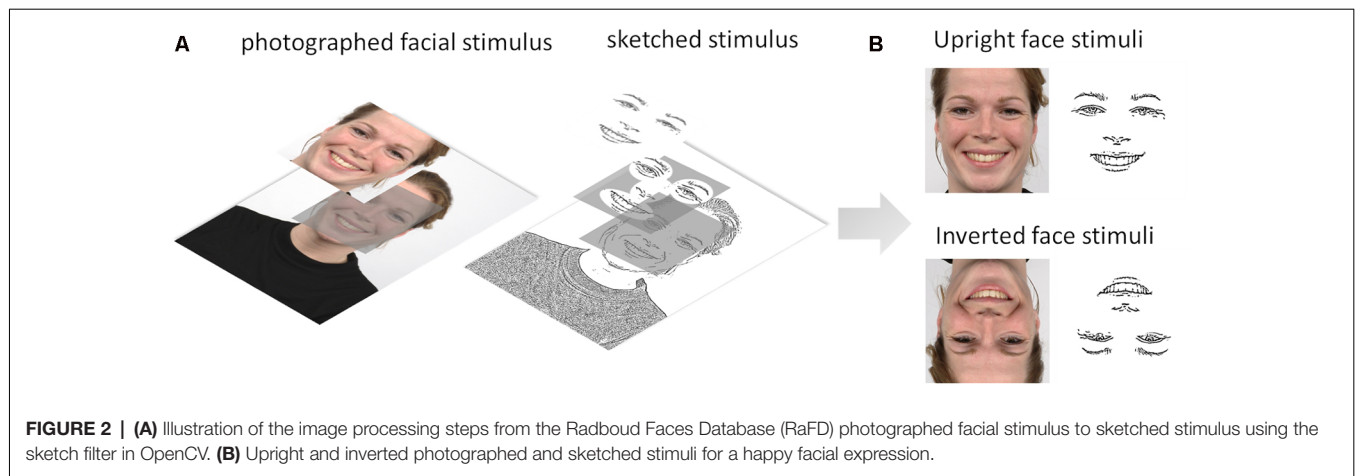 A photographed facial stimulus sketched stimulus B Upright face stimuli
Inverted face stimuli
FIGURE 2 | (A) Illustration of the image processing steps from the Radboud Faces Database (RaFD) photographed facial stimulus to sketched stimulus using the
sketch filter in OpenCV. (B) Upright and inverted photographed and sketched stimuli for a happy facial expression.